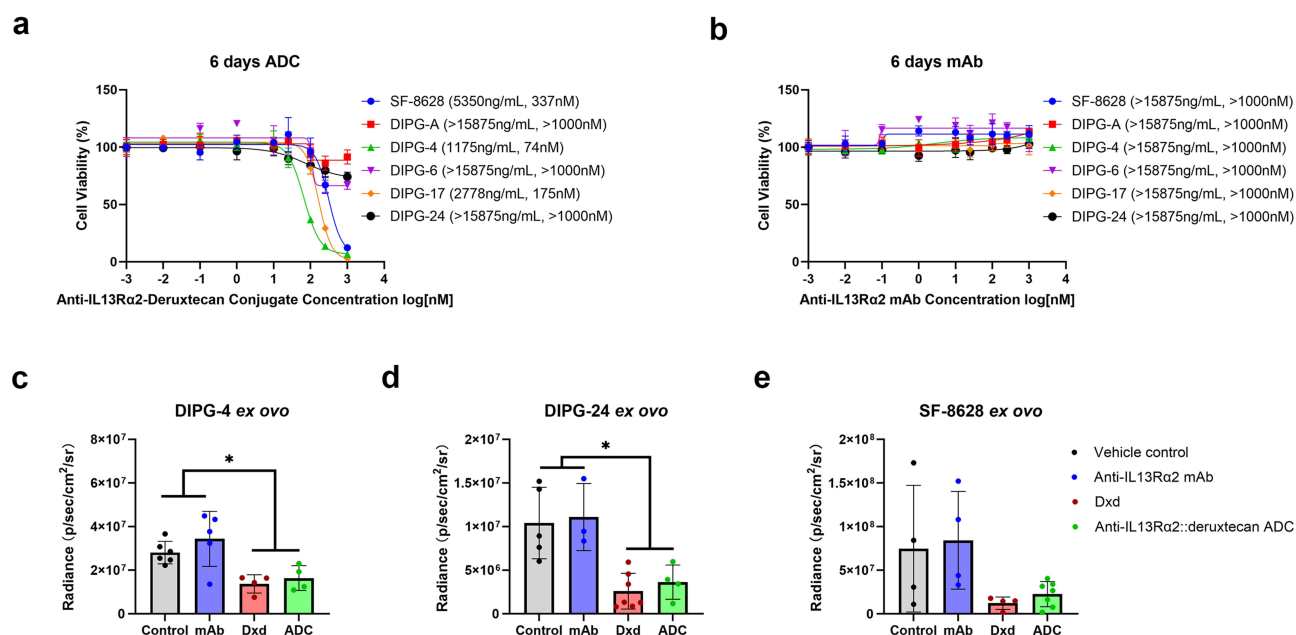 a
6 days ADC
Cell Viability (%)
150
100
50
0
-3 -2 -1 0 1 2 3 4
Anti-IL13Rα2-Deruxtecan Conjugate Concentration log[nM]
SF-8628 (5350ng/mL, 337nM)
DIPG-A (>15875ng/mL, >1000nM)
DIPG-4 (1175ng/mL, 74nM)
DIPG-6 (>15875ng/mL, >1000nM)
DIPG-17 (2778ng/mL, 175nM)
DIPG-24 (>15875ng/mL, >1000nM)
b
6 days mAb
Cell Viability (%)
150
100
50
0
-3 -2 -1 0 1 2 3 4
Anti-IL13Rα2 mAb Concentration log[nM]
SF-8628 (>15875ng/mL, >1000nM)
DIPG-A (>15875ng/mL, >1000nM)
DIPG-4 (>15875ng/mL, >1000nM)
DIPG-6 (>15875ng/mL, >1000nM)
DIPG-17 (>15875ng/mL, >1000nM)
DIPG-24 (>15875ng/mL, >1000nM)
c
DIPG-4 ex ovo
Radiance (p/sec/cm²/sr)
8×10⁷
6×10⁷
4×10⁷
2×10⁷
0
*
Control mAb Dxd ADC
d
DIPG-24 ex ovo
Radiance (p/sec/cm²/sr)
2×10⁷
1.5×10⁷
1×10⁷
5×10⁶
0
*
Control mAb Dxd ADC
e
SF-8628 ex ovo
Radiance (p/sec/cm²/sr)
2×10⁸
1.5×10⁸
1×10⁸
5×10⁷
0
Control mAb Dxd ADC
Vehicle control
Anti-IL13Rα2 mAb
Dxd
Anti-IL13Rα2::deruxtecan ADC